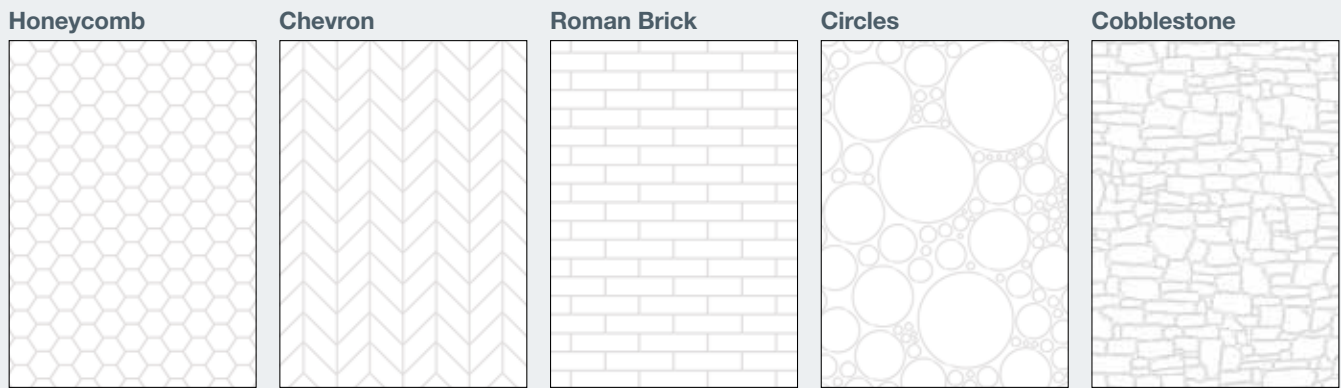 Honeycomb
Chevron
Roman Brick
Circles
Cobblestone